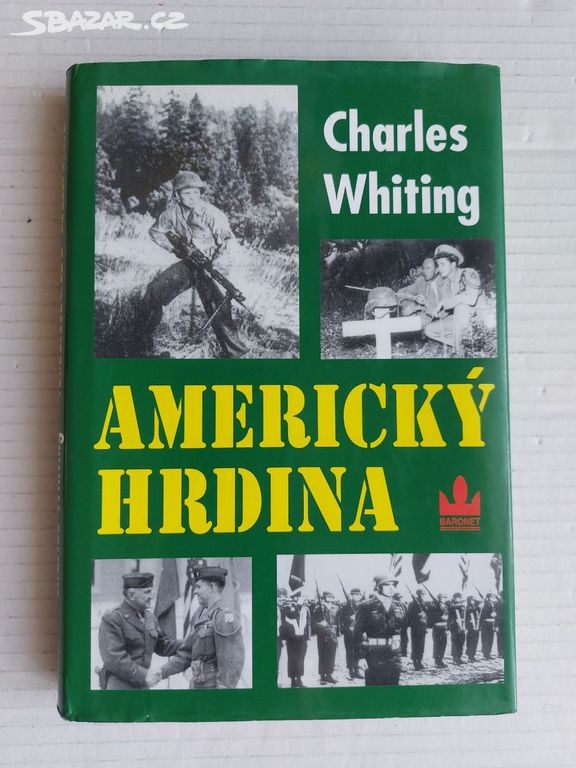 SBAZAR.CZ
Charles
Whiting
AMERICKÝ
HRDINA
BARONET